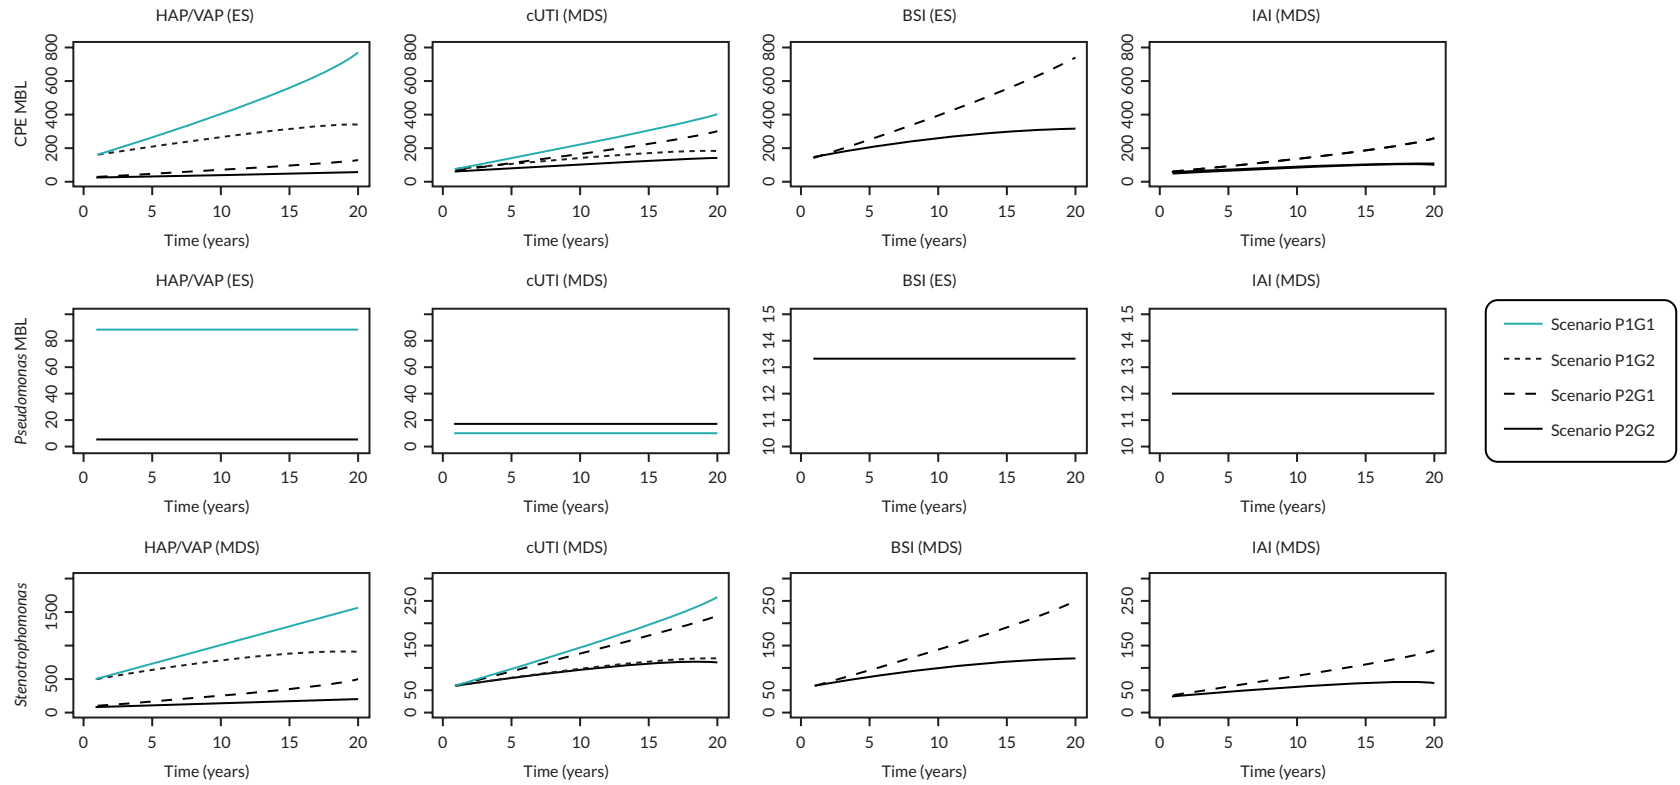 HAP/VAP (ES) cUTI (MDS) BSI (ES) IAI (MDS)
CPE MBL
800 800 800 800
600 600 600 600
400 400 400 400
200 200 200 200
0 0 0 0
0 5 10 15 20 0 5 10 15 20 0 5 10 15 20 0 5 10 15 20
Time (years) Time (years) Time (years) Time (years)
HAP/VAP (ES) cUTI (MDS) BSI (ES) IAI (MDS)
Pseudomonas MBL
80 60 40 20 0
80 60 40 20 0
15 14 13 12 11 10
15 14 13 12 11 10
0 5 10 15 20 0 5 10 15 20 0 5 10 15 20 0 5 10 15 20
Time (years) Time (years) Time (years) Time (years)
Scenario P1G1
Scenario P1G2
Scenario P2G1
Scenario P2G2
HAP/VAP (MDS) cUTI (MDS) BSI (MDS) IAI (MDS)
Stenotrophomonas
1500 500 0
250 150 50 0
250 150 50 0
250 150 50 0
0 5 10 15 20 0 5 10 15 20 0 5 10 15 20 0 5 10 15 20
Time (years) Time (years) Time (years) Time (years)